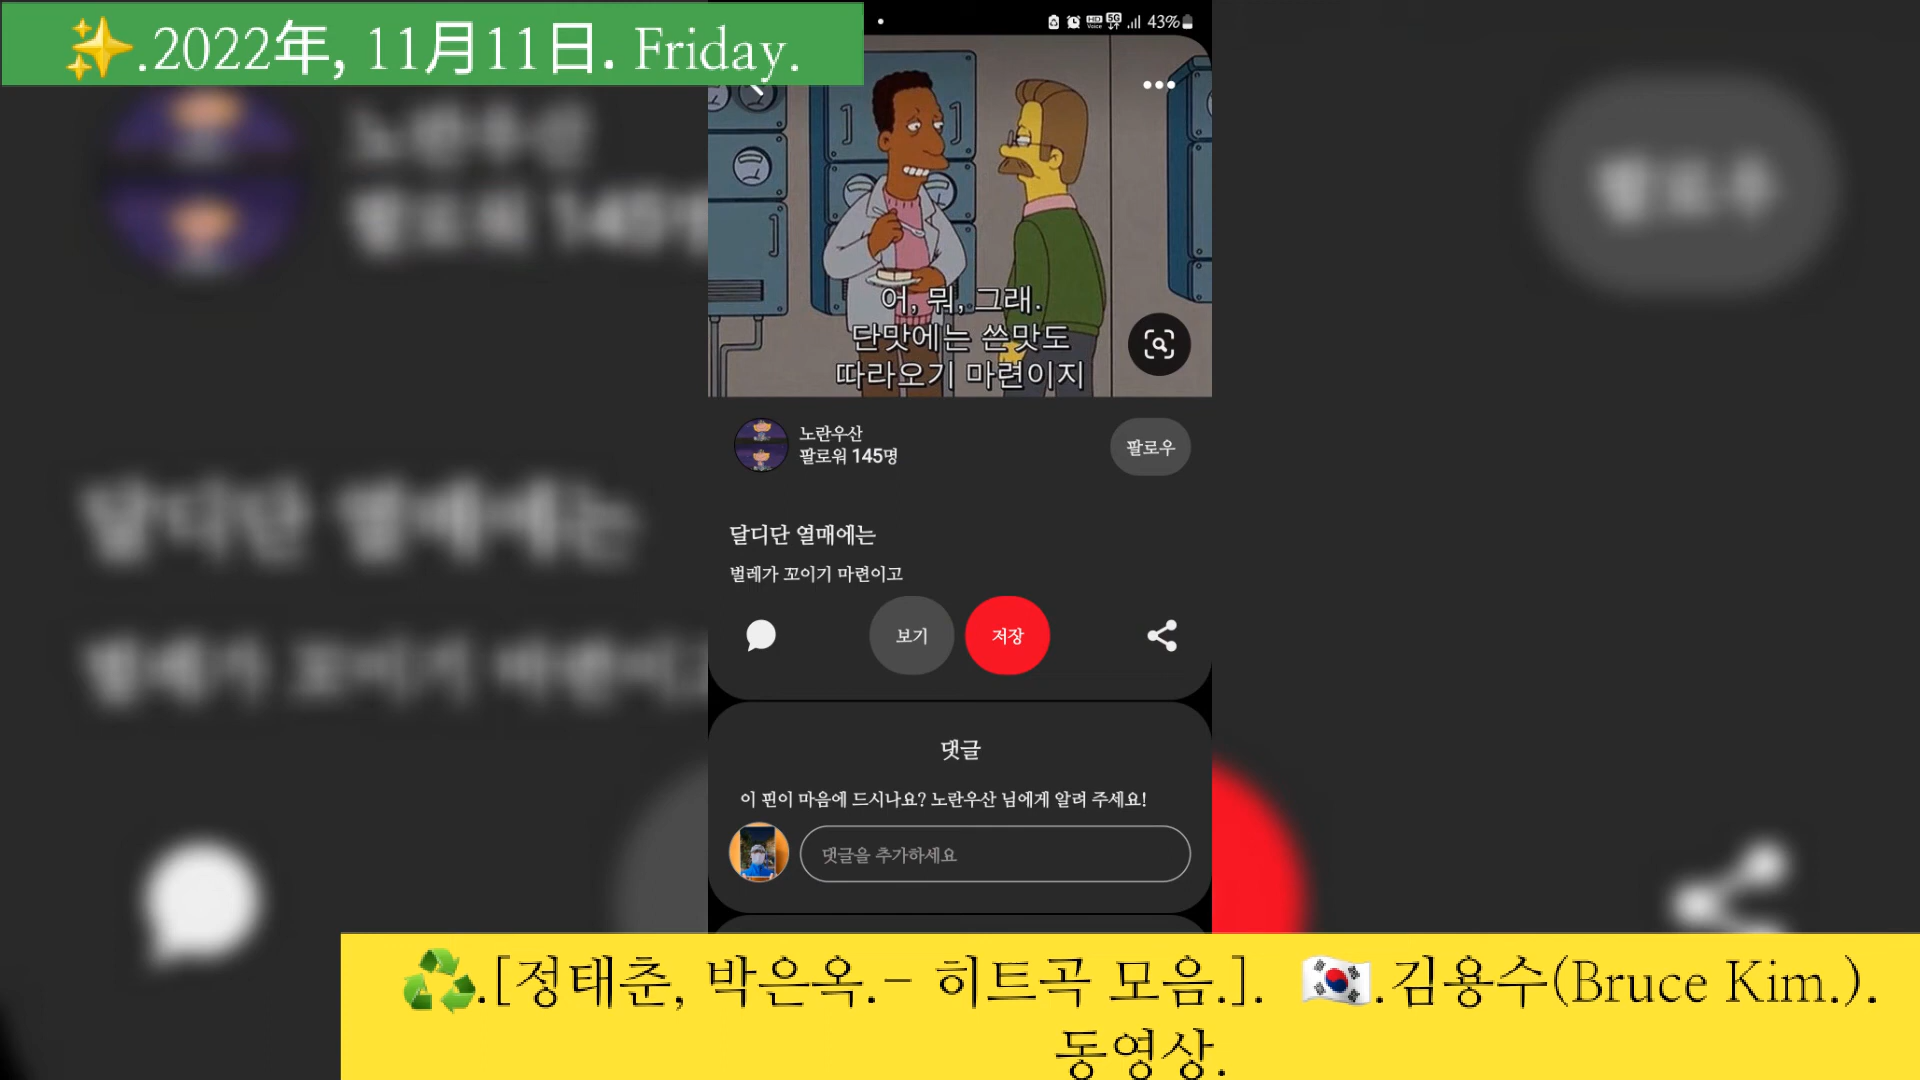 ✨.2022年, 11月11日. Friday.
43%
어, 뭐, 그래.
단맛에는 쓴맛도
따라오기 마련이지
노란우산
팔로워 145명
팔로우
달디단 열매에는
벌레가 꼬이기 마련이고
보기
저장
댓글
이 핀이 마음에 드시나요? 노란우산 님에게 알려 주세요!
댓글을 추가하세요
♻️.[정태춘, 박은옥.- 히트곡 모음.]. 🇰🇷.김용수(Bruce Kim.).
동영상.